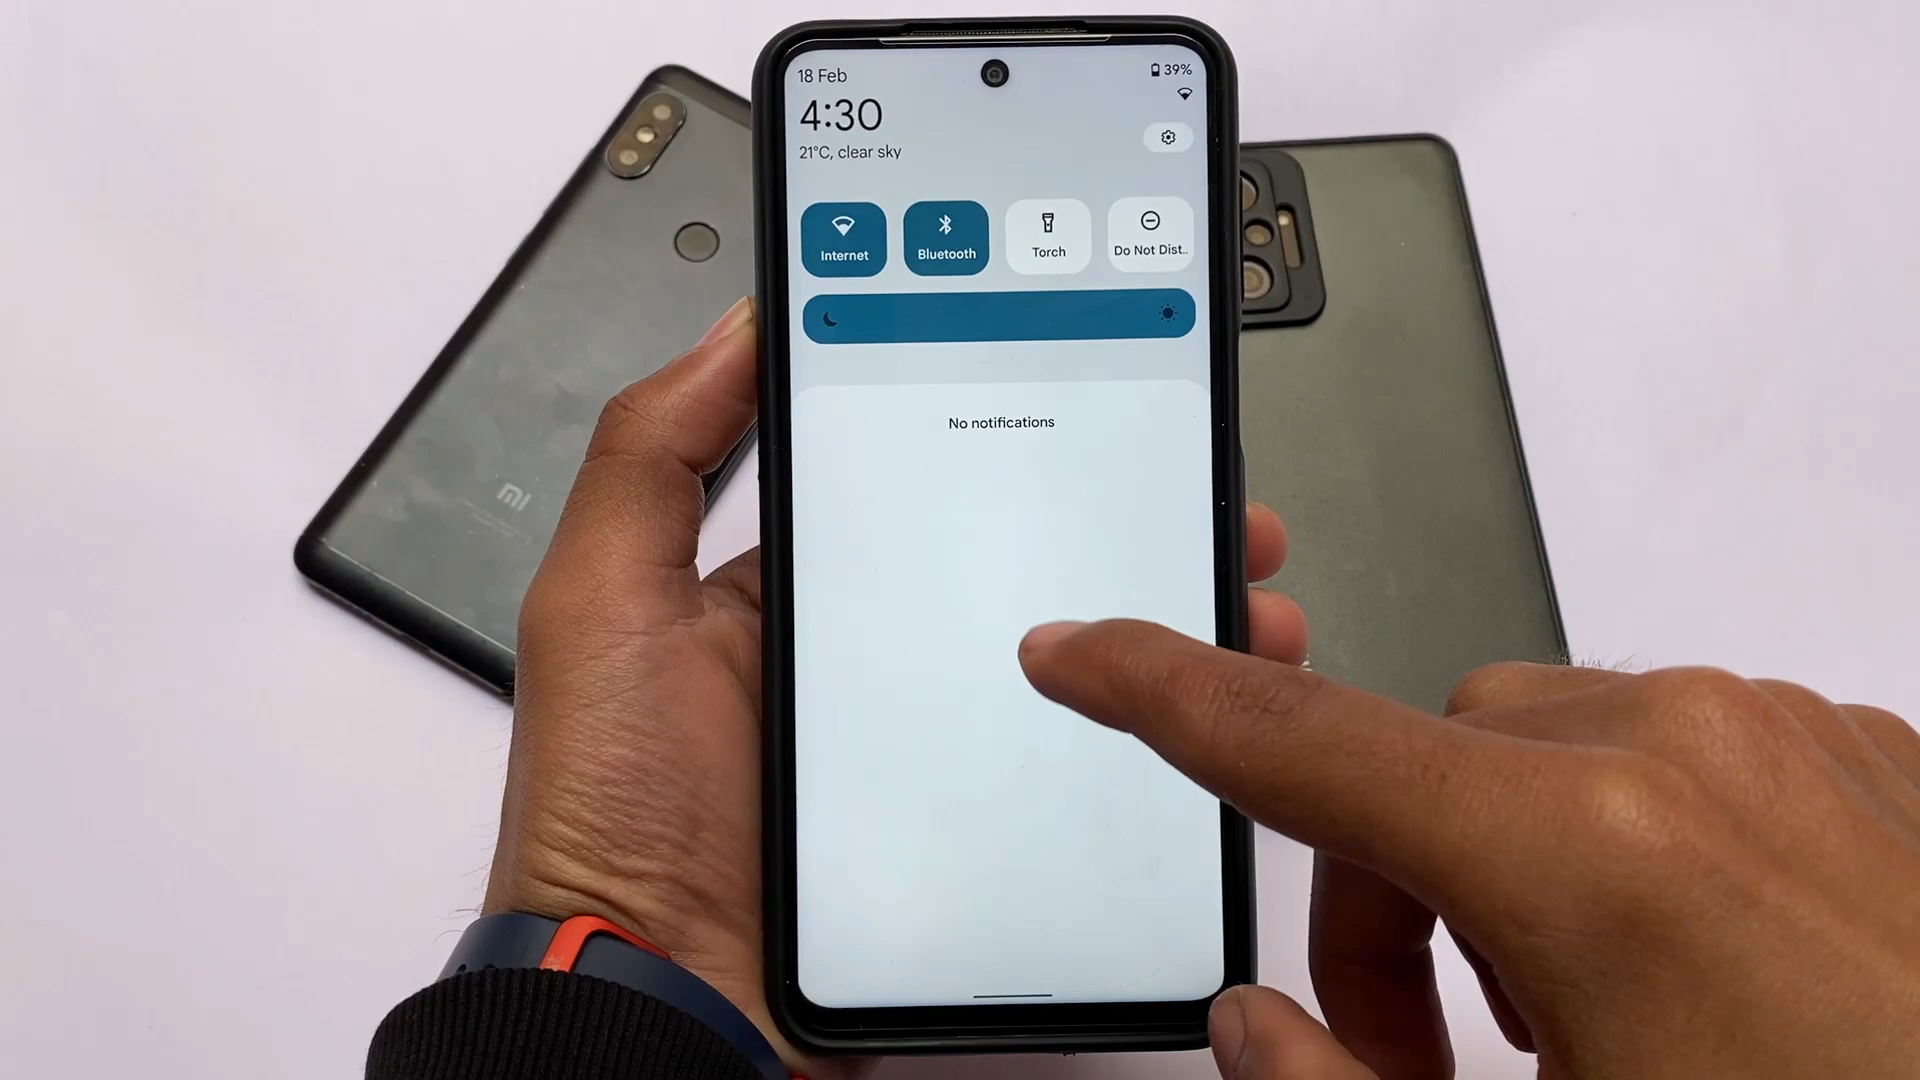 18 Feb
39%
4:30
21°C, clear sky
Internet
Bluetooth
Torch
Do Not Dist..
No notifications
MI